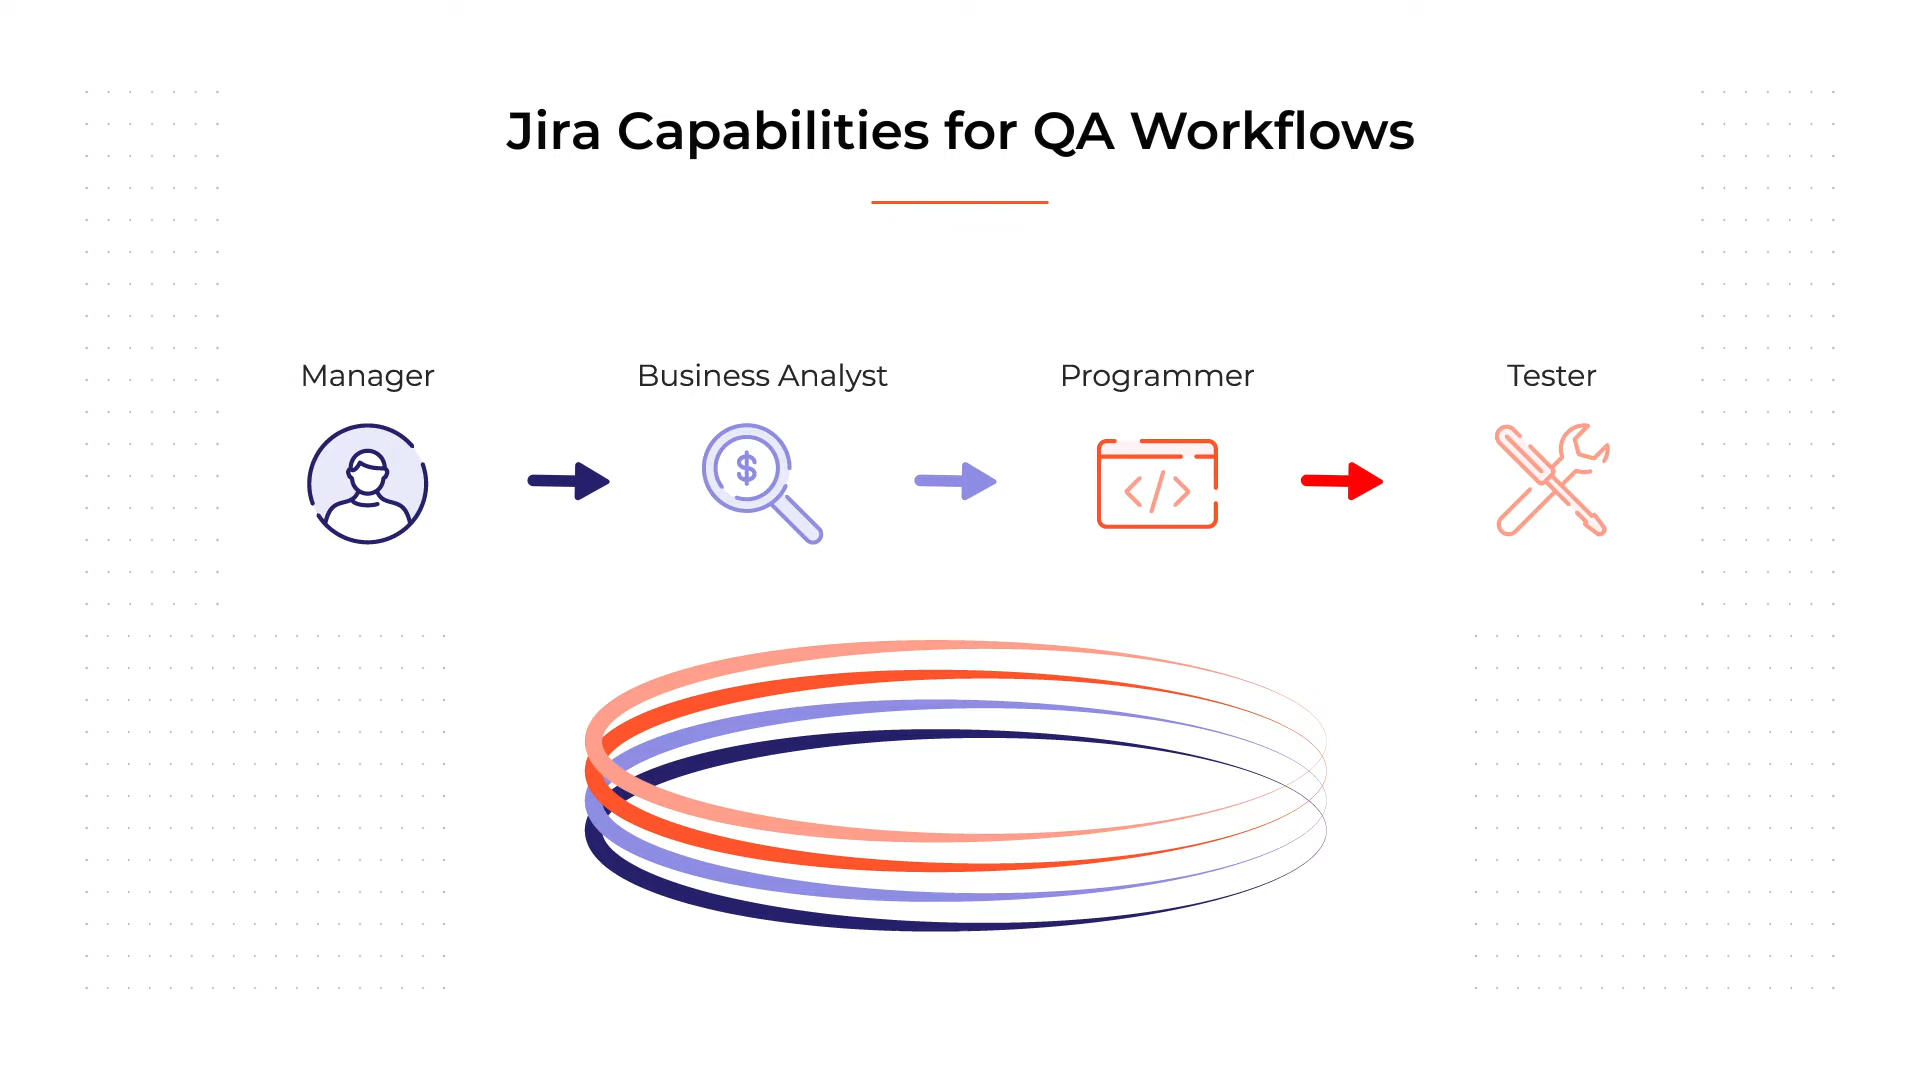 Jira Capabilities for QA Workflows
Manager
Business Analyst
Programmer
Tester
$
</>